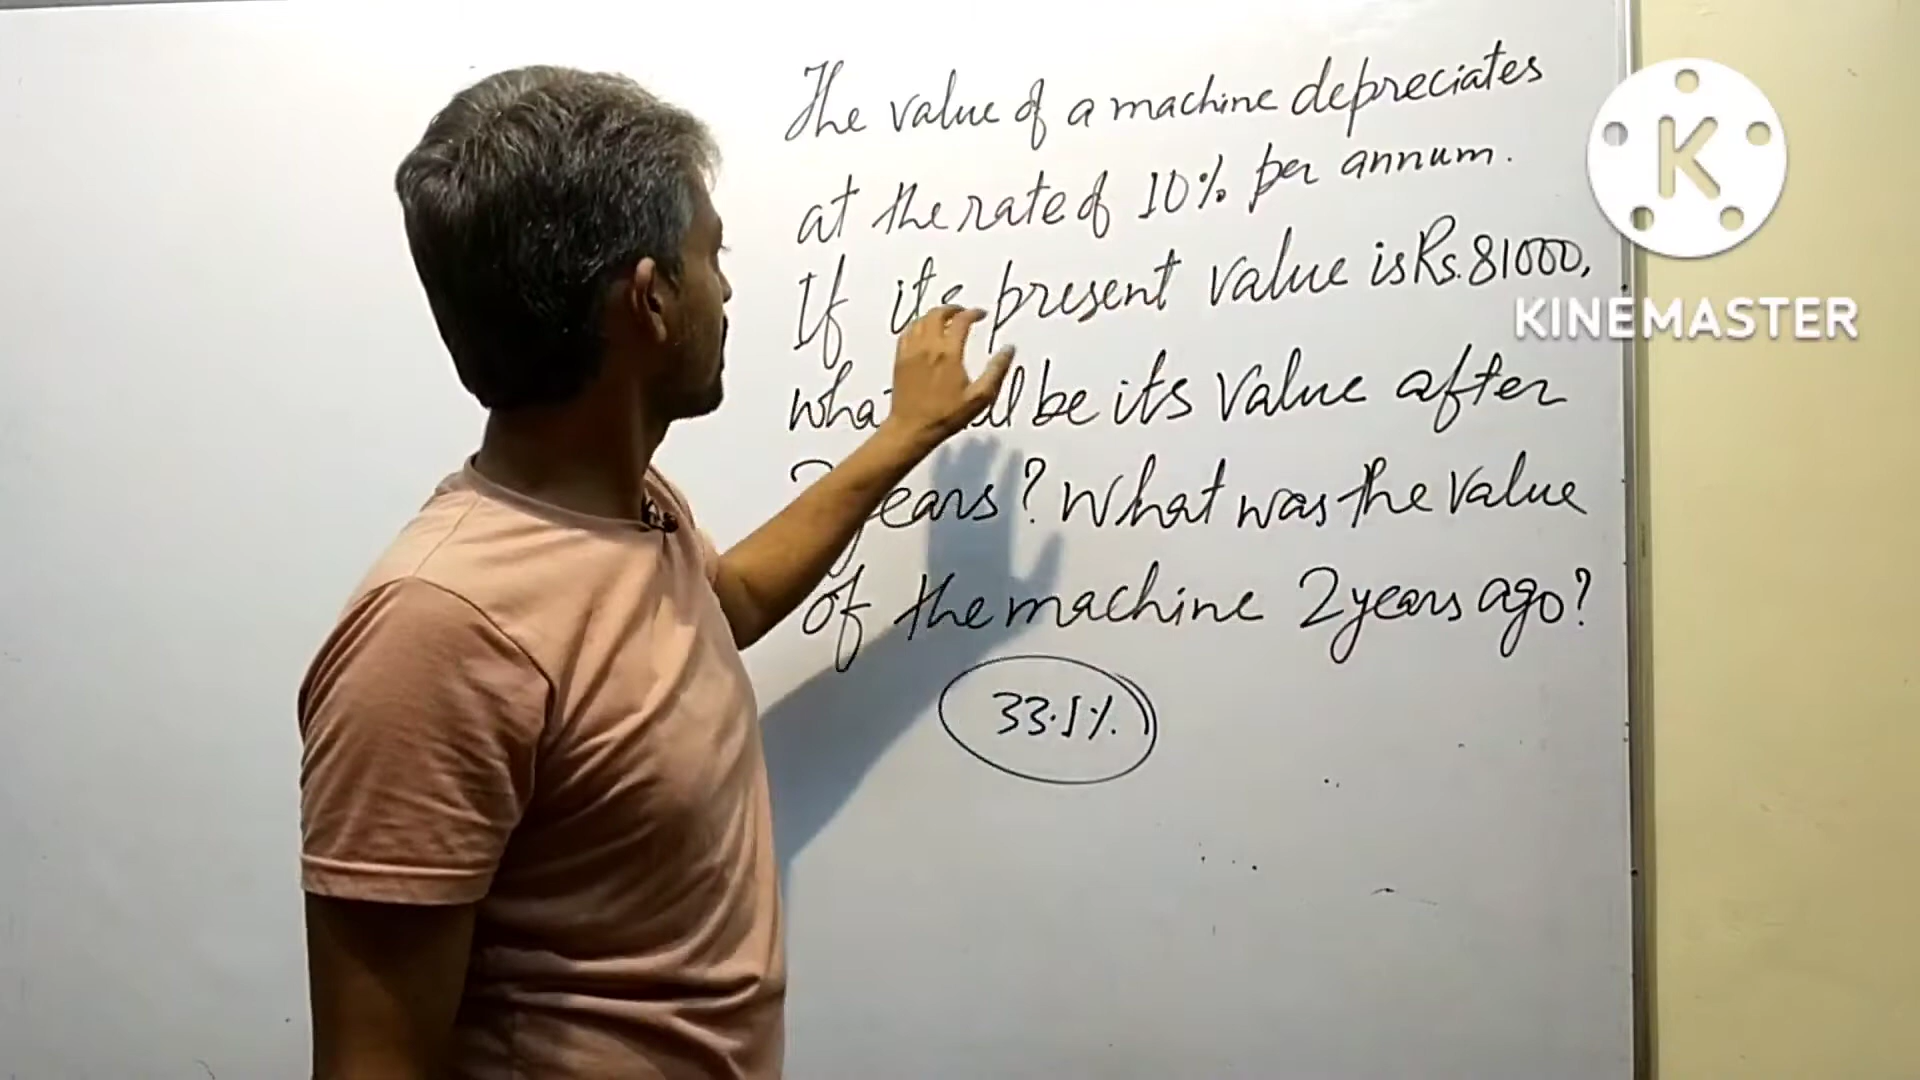 The value of a machine depreciates
at the rate of 10% per annum.
If its present value is Rs. 81000,
be its value after
years? What was the value
of the machine 2 years ago?
33.1%
K
KINEMASTER